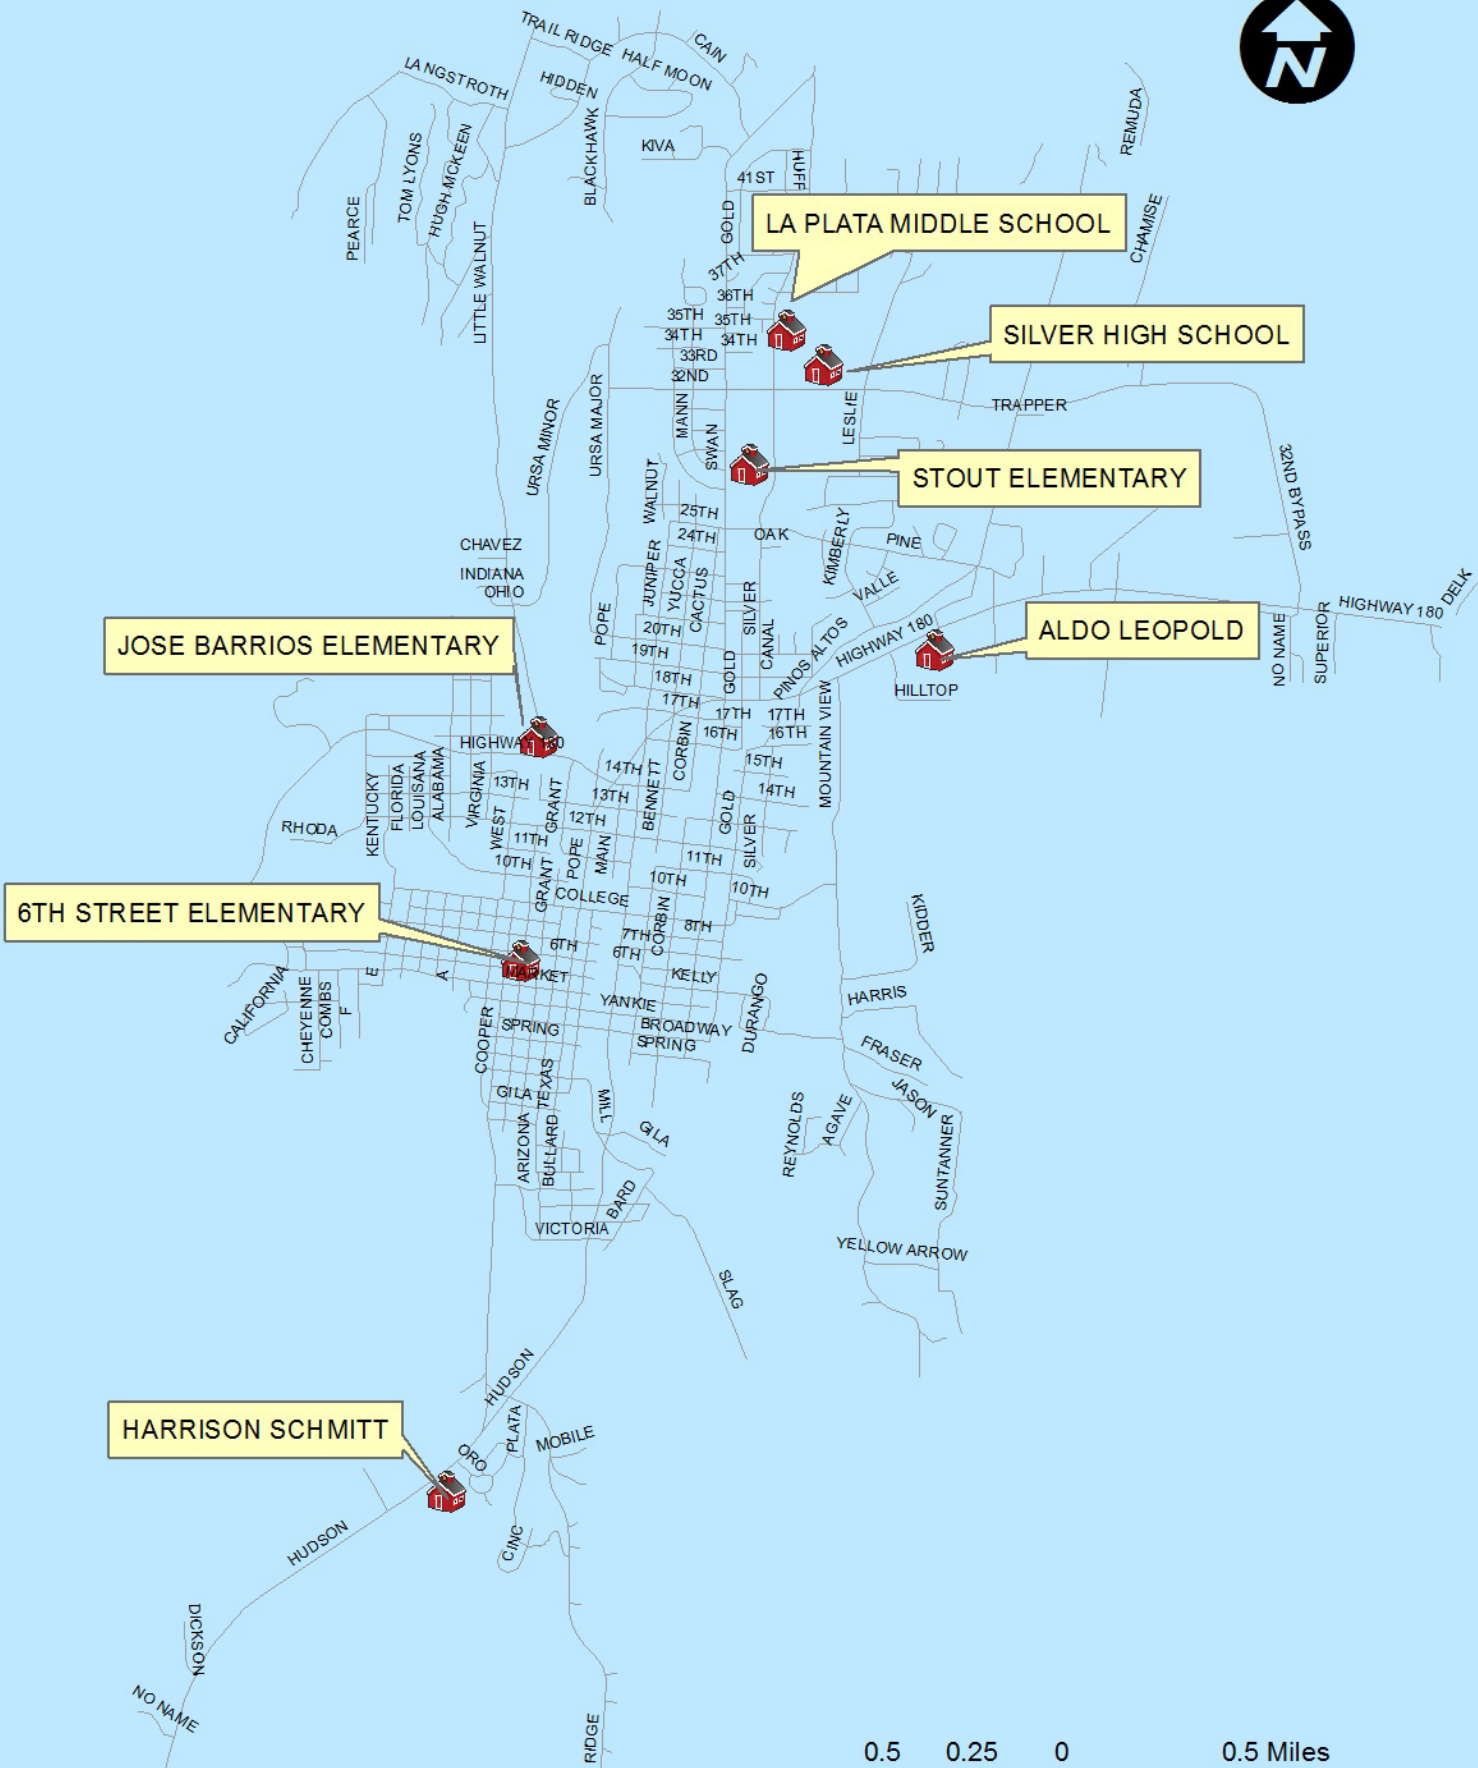 N
TRAIL RIDGE
CAIN
HALF MOON
LANGSTROTH
HIDDEN
REMUDA
BLACKHAWK
KIVA
TOM LYONS
HUGH MCKEEN
HUFF
41ST
PEARCE
GOLD
LA PLATA MIDDLE SCHOOL
CHAMISE
LITTLE WALNUT
37TH
36TH
35TH
35TH
34TH
34TH
SILVER HIGH SCHOOL
33RD
32ND
URSA MAJOR
URSA MINOR
MANN
SWAN
LESLIE
TRAPPER
STOUT ELEMENTARY
32ND BYPASS
WALNUT
25TH
24TH
OAK
KIMBERLY
PINE
CHAVEZ
INDIANA
OHIO
JUNIPER
YUCCA
CACTUS
SILVER
VALLE
HIGHWAY 180
DELK
POPE
20TH
19TH
CANAL
PINOS ALTOS
HIGHWAY 180
ALDO LEOPOLD
NO NAME
SUPERIOR
JOSE BARRIOS ELEMENTARY
18TH
GOLD
HILLTOP
17TH
17TH
17TH
16TH
16TH
MOUNTAIN VIEW
HIGHWAY 180
CORBIN
15TH
14TH
14TH
13TH
13TH
KENTUCKY
FLORIDA
LOUISANA
ALABAMA
VIRGINIA
GRANT
BENNETT
GOLD
WEST
12TH
RHODA
11TH
10TH
POPE
MAIN
SILVER
11TH
10TH
10TH
GRANT
COLLEGE
6TH STREET ELEMENTARY
KIDDER
CORBIN
8TH
7TH
6TH
6TH
MARKET
KELLY
E
A
CALIFORNIA
CHEYENNE
COMBS
F
YANKIE
DURANGO
HARRIS
COOPER
SPRING
BROADWAY
SPRING
FRASER
GILA
TEXAS
MILL
JASON
REYNOLDS
AGAVE
GILA
ARIZONA
BULLARD
SUNTANNER
BARD
VICTORIA
YELLOW ARROW
SLAG
HUDSON
HARRISON SCHMITT
PLATA
MOBILE
ORO
HUDSON
CINC
DICKSON
NO NAME
RIDGE
0.5 0.25 0 0.5 Miles